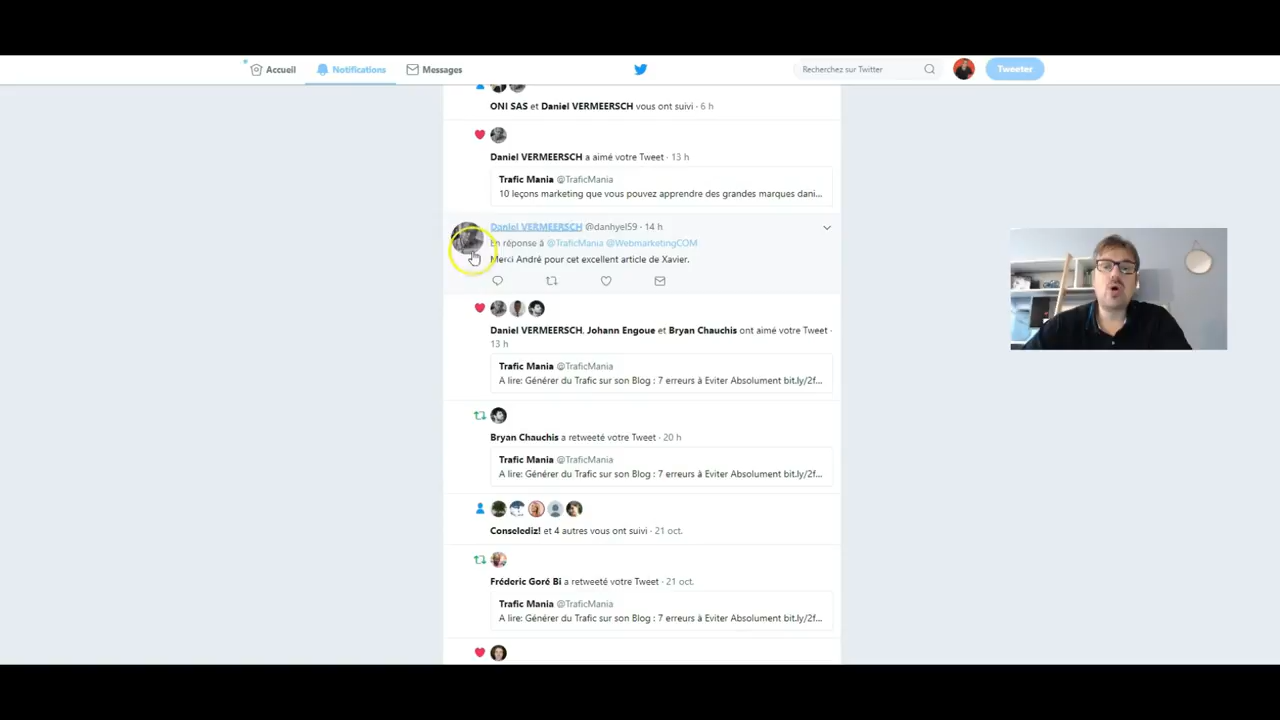 Accueil Notifications Messages Recherchez sur Twitter Tweeter
ONI SAS et Daniel VERMEERSCH vous ont suivi · 6 h
Daniel VERMEERSCH a aimé votre Tweet · 13 h
Trafic Mania @TraficMania
10 leçons marketing que vous pouvez apprendre des grandes marques dani...
Daniel VERMEERSCH @danhyel59 · 14 h
En réponse à @TraficMania @WebmarketingCOM
Merci André pour cet excellent article de Xavier.
Daniel VERMEERSCH, Johann Engoue et Bryan Chauchis ont aimé votre Tweet ·
13 h
Trafic Mania @TraficMania
A lire: Générer du Trafic sur son Blog : 7 erreurs à Eviter Absolument bit.ly/2f...
Bryan Chauchis a retweeté votre Tweet · 20 h
Trafic Mania @TraficMania
A lire: Générer du Trafic sur son Blog : 7 erreurs à Eviter Absolument bit.ly/2f...
Conselediz! et 4 autres vous ont suivi · 21 oct.
Fréderic Goré Bi a retweeté votre Tweet · 21 oct.
Trafic Mania @TraficMania
A lire: Générer du Trafic sur son Blog : 7 erreurs à Eviter Absolument bit.ly/2f...